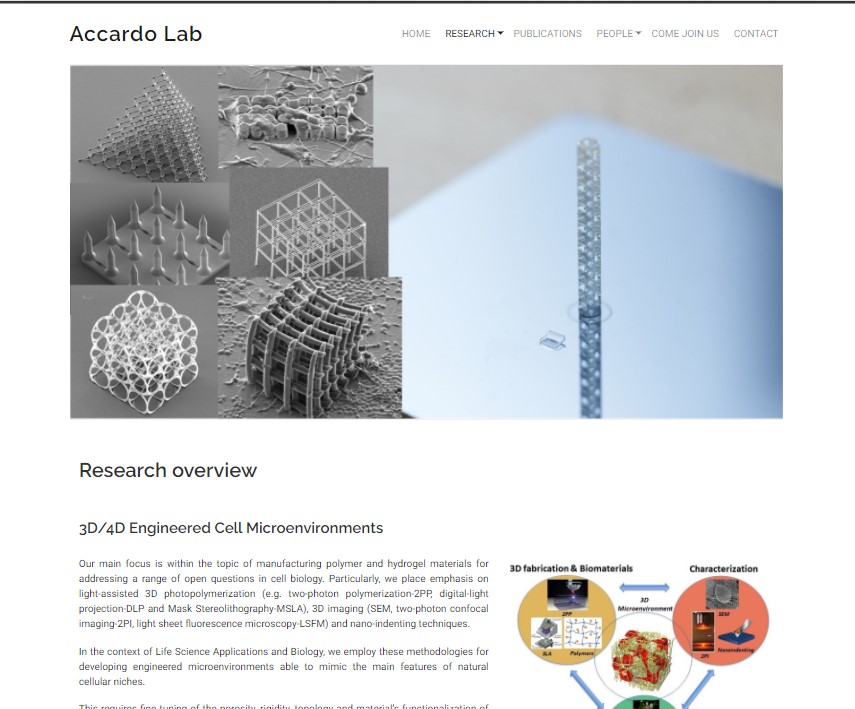 Accardo Lab
HOME RESEARCH PUBLICATIONS PEOPLE COME JOIN US CONTACT
Research overview
3D/4D Engineered Cell Microenvironments
Our main focus is within the topic of manufacturing polymer and hydrogel materials for
addressing a range of open questions in cell biology. Particularly, we place emphasis on
light-assisted 3D photopolymerization (e.g. two-photon polymerization-2PP, digital-light
projection-DLP and Mask Stereolithography-MSLA), 3D imaging (SEM, two-photon confocal
imaging-2PI, light sheet fluorescence microscopy-LSFM) and nano-indenting techniques.
In the context of Life Science Applications and Biology, we employ these methodologies for
developing engineered microenvironments able to mimic the main features of natural
cellular niches.
This requires fine tuning of the porosity, rigidity, topology and material's functionalization of
3D fabrication & Biomaterials
Characterization
2PP
3D
Microenvironment
SEM
SLA
Polymers
2PI
Nanoindenting